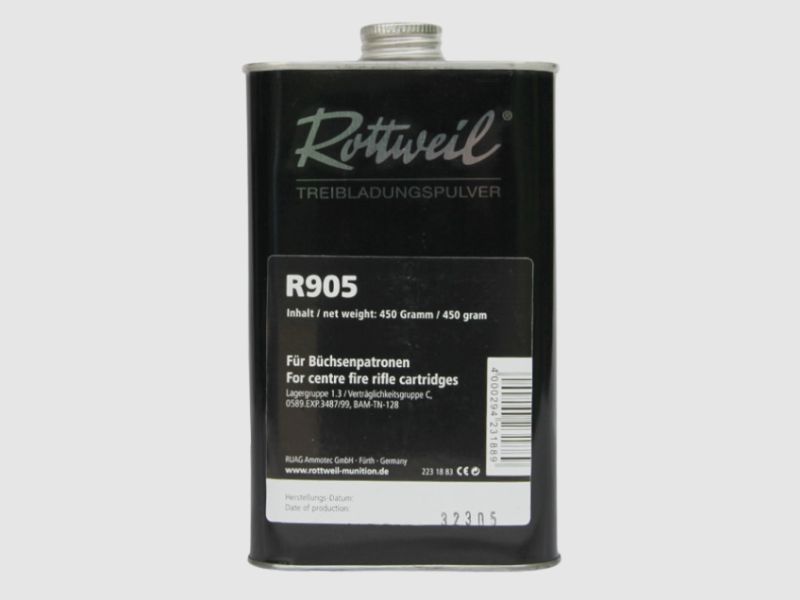 Rottweil®
TREIBLADUNGSPULVER
R905
Inhalt / net weight: 450 Gramm / 450 gram
Für Büchsenpatronen
For centre fire rifle cartridges
Lagergruppe 1.3 / Verträglichkeitsgruppe C,
0589.EXP.3487/99, BAM-TN-128
4000294231889
RUAG Ammotec GmbH - Fürth - Germany
www.rottweil-munition.de
223 18 83 CE
Herstellungs-Datum:
Date of production:
32305